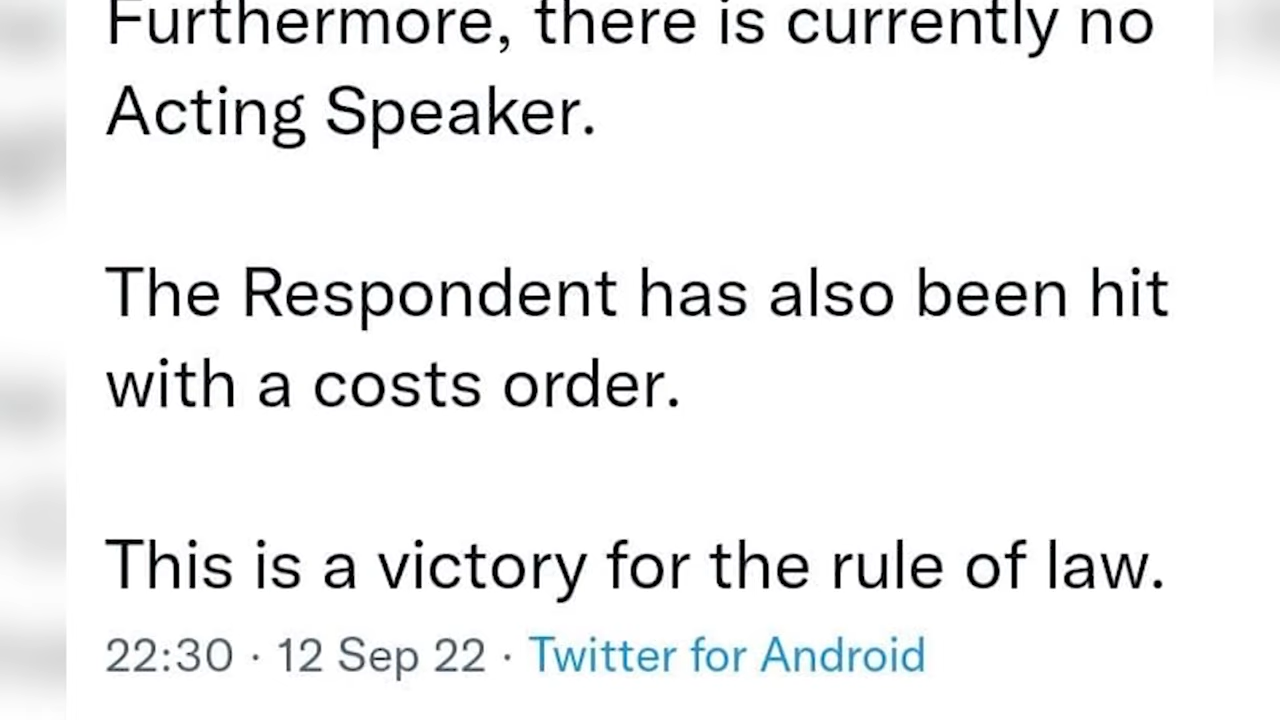 Furthermore, there is currently no
Acting Speaker.
The Respondent has also been hit
with a costs order.
This is a victory for the rule of law.
22:30 · 12 Sep 22 · Twitter for Android